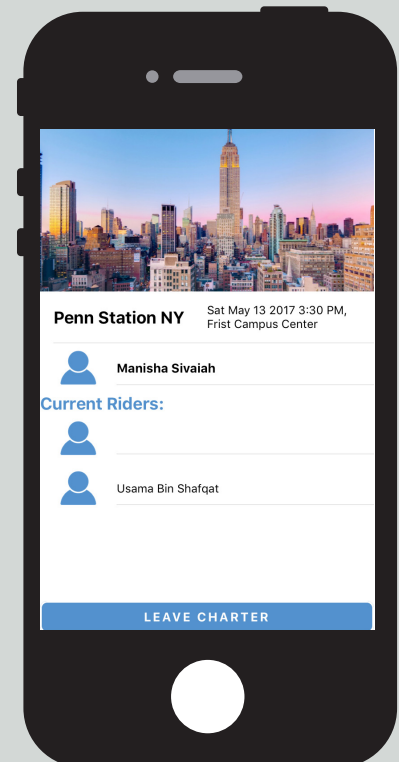 Penn Station NY
Sat May 13 2017 3:30 PM,
Frist Campus Center
Manisha Sivaiah
Current Riders:
Usama Bin Shafqat
LEAVE CHARTER